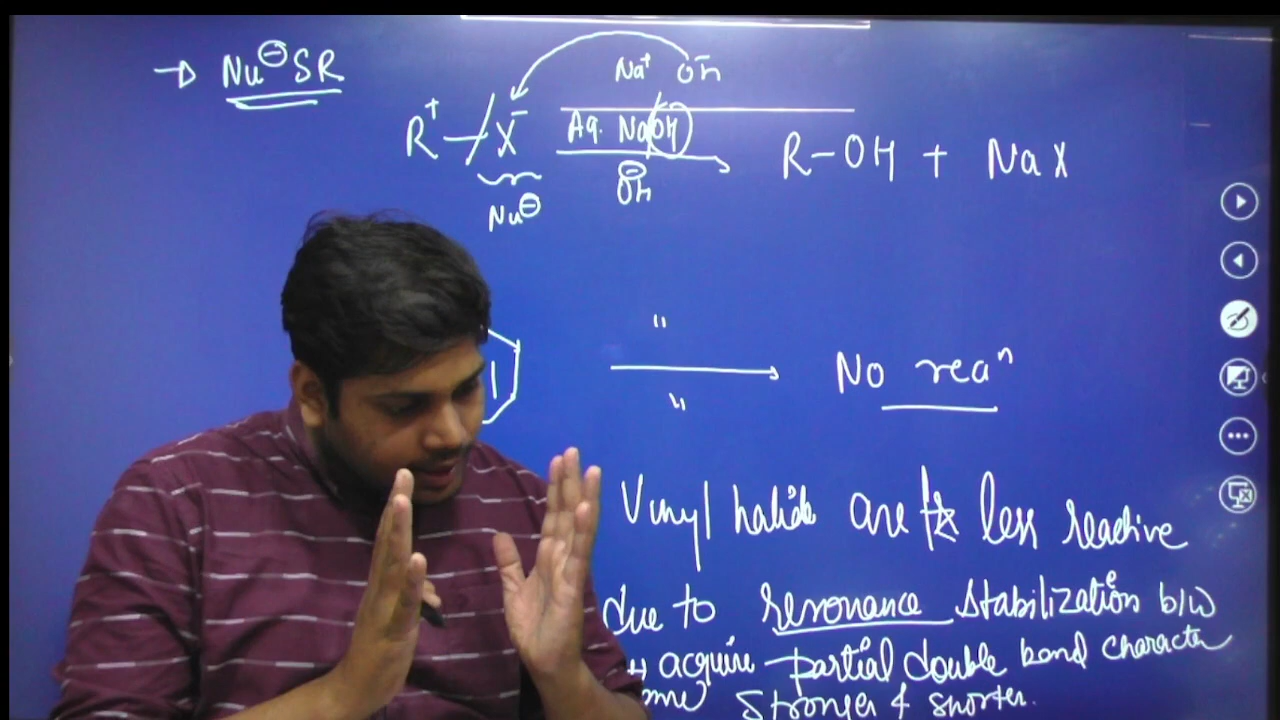 → Nu⊖SR
Na⁺ ŌH
R⁺–X⁻ Aq. NaOH R–OH + NaX
⊖OH
Nu⊖
"
No reaⁿ
"
Vinyl halide are less reactive
due to resonance stabilization b/w
acquire partial double bond character
Stronger & shorter.